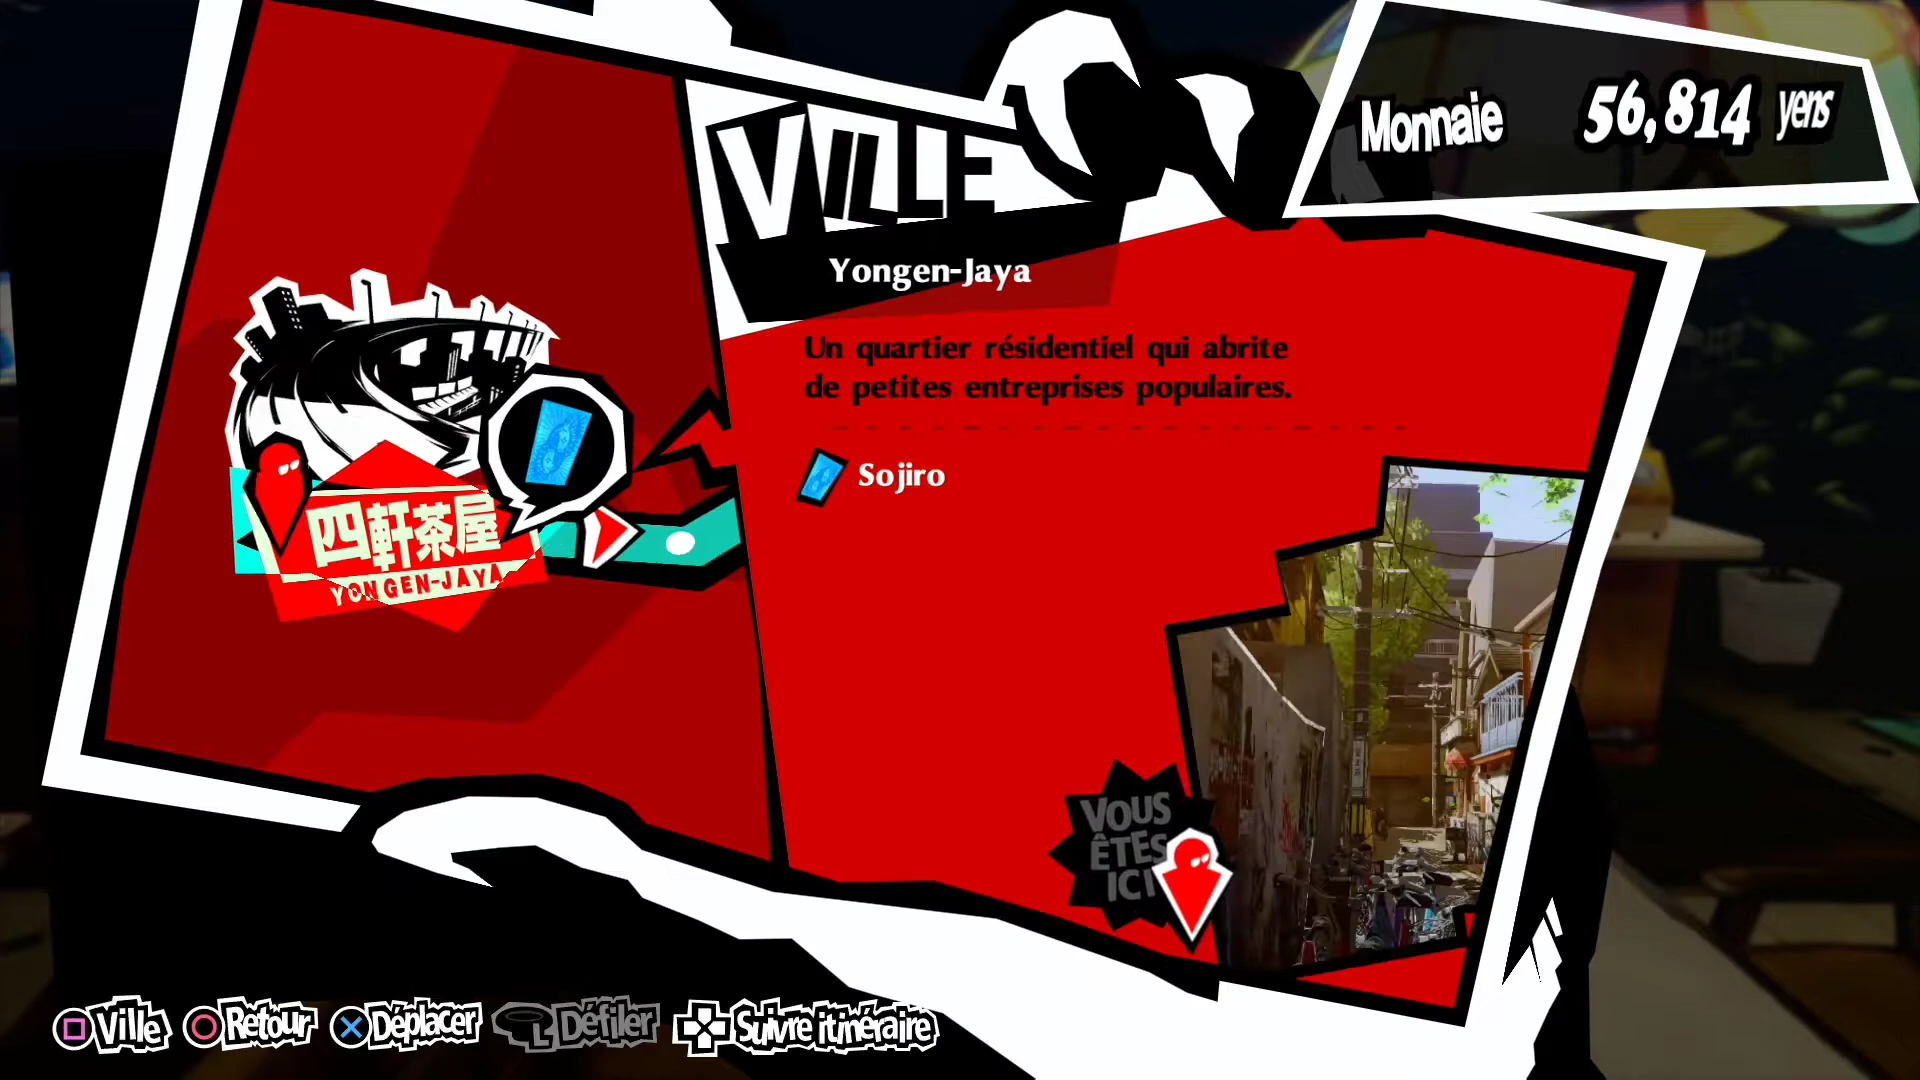 VILLE
Monnaie 56,814 yens
Yongen-Jaya
Un quartier résidentiel qui abrite
de petites entreprises populaires.
Sojiro
四軒茶屋
YONGEN-JAYA
VOUS
ÊTES
ICI
Ville Retour Déplacer L Défiler Suivre itinéraire